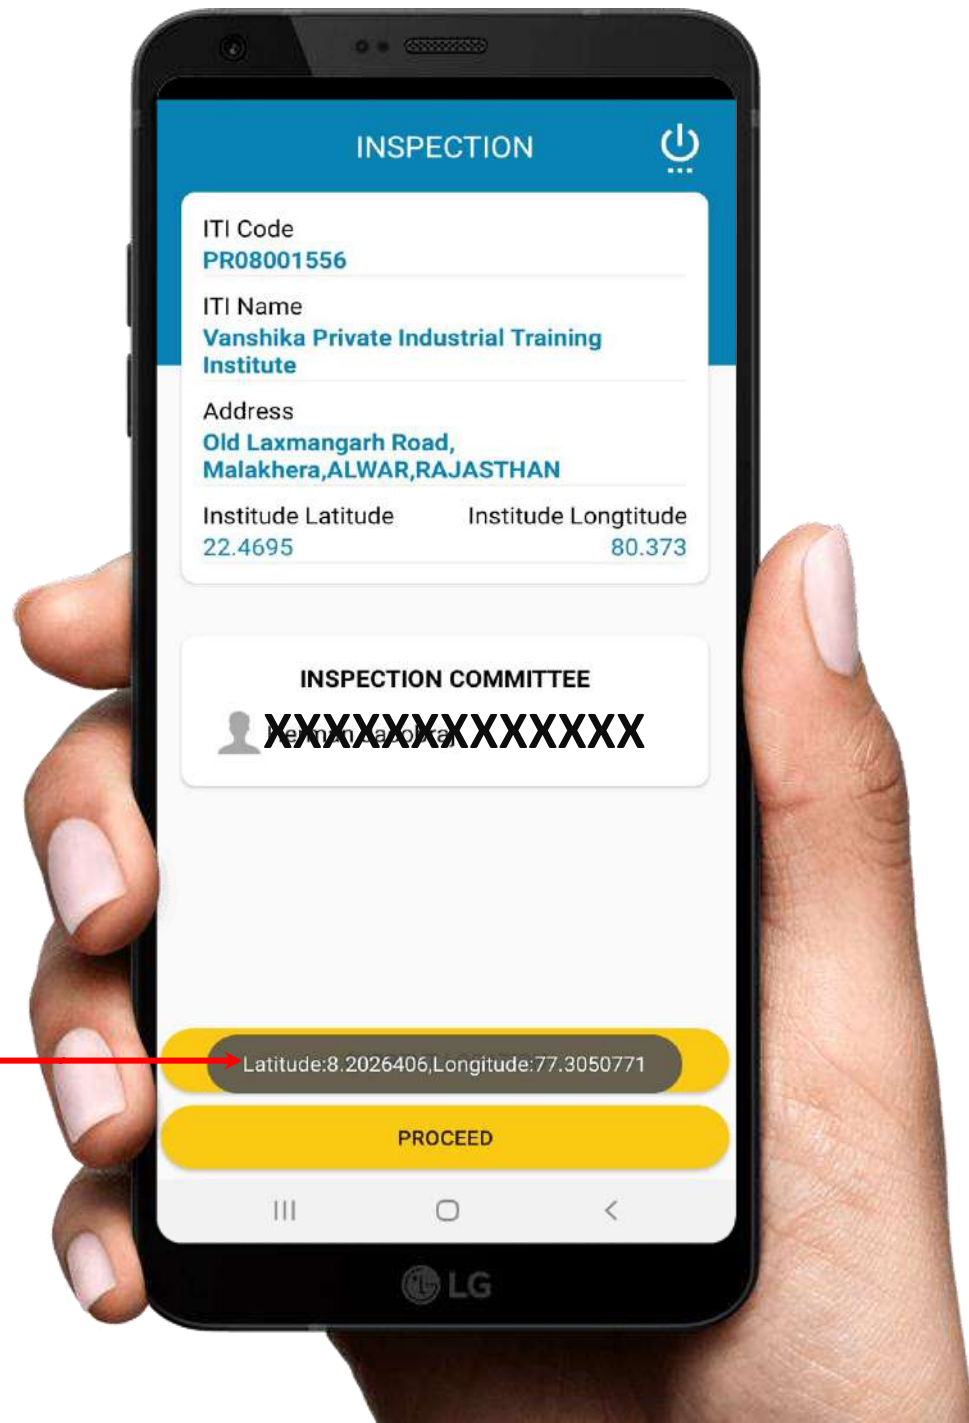 INSPECTION
ITI Code
PR08001556
ITI Name
Vanshika Private Industrial Training
Institute
Address
Old Laxmangarh Road,
Malakhera,ALWAR,RAJASTHAN
Institude Latitude Institude Longtitude
22.4695 80.373
INSPECTION COMMITTEE
XXXXXXXXXXXXX
Latitude:8.2026406,Longitude:77.3050771
PROCEED
LG